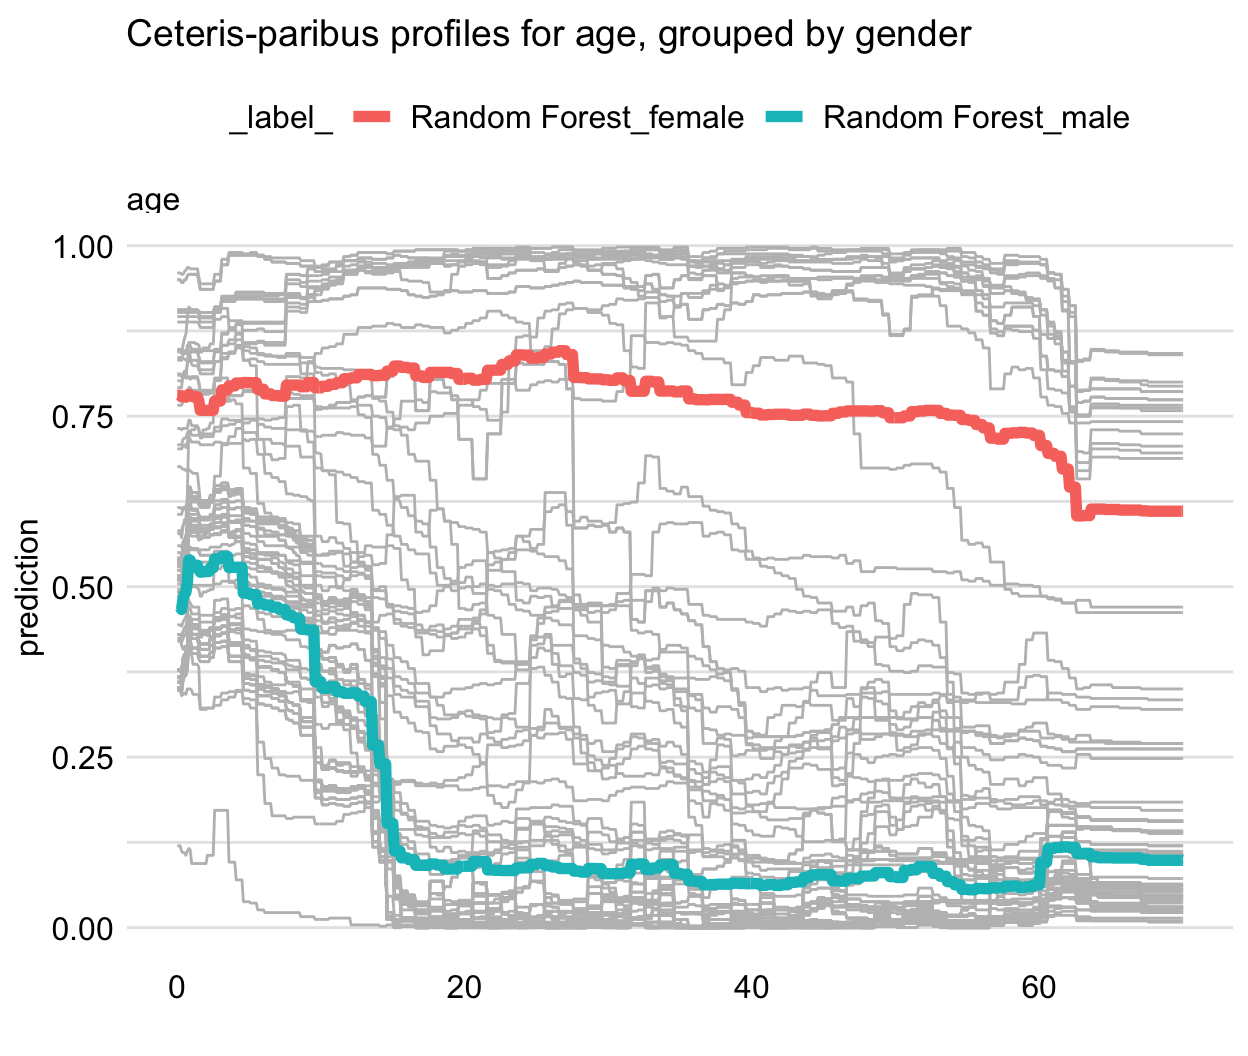 Ceteris-paribus profiles for age, grouped by gender
_label_ Random Forest_female Random Forest_male
age
1.00
0.75
0.50
0.25
0.00
prediction
0 20 40 60